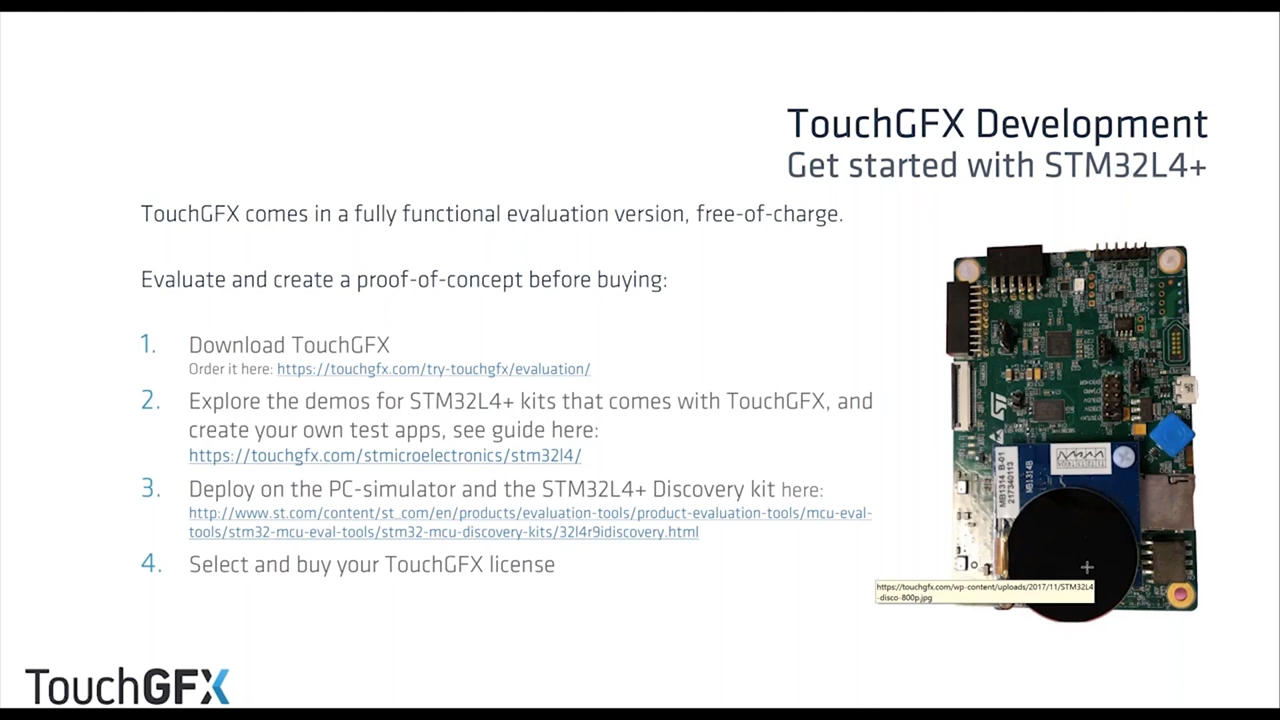 TouchGFX Development
Get started with STM32L4+
TouchGFX comes in a fully functional evaluation version, free-of-charge.
Evaluate and create a proof-of-concept before buying:
1. Download TouchGFX
Order it here: https://touchgfx.com/try-touchgfx/evaluation/
2. Explore the demos for STM32L4+ kits that comes with TouchGFX, and
create your own test apps, see guide here:
https://touchgfx.com/stmicroelectronics/stm32l4/
3. Deploy on the PC-simulator and the STM32L4+ Discovery kit here:
http://www.st.com/content/st_com/en/products/evaluation-tools/product-evaluation-tools/mcu-eval-
tools/stm32-mcu-eval-tools/stm32-mcu-discovery-kits/32l4r9idiscovery.html
4. Select and buy your TouchGFX license
ST
MB1314 B-01
217340113
MB1314B
https://touchgfx.com/wp-content/uploads/2017/11/STM32L4
-disco-800p.jpg
TouchGFX